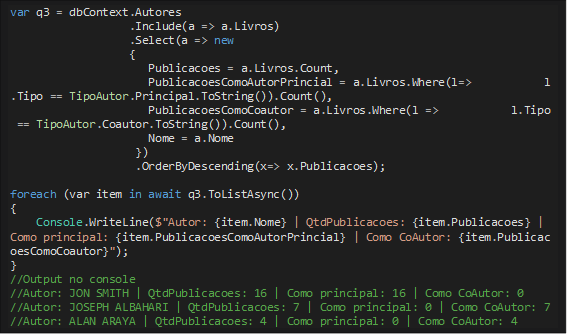 var q3 = dbContext.Autores
.Include(a => a.Livros)
.Select(a => new
{
Publicacoes = a.Livros.Count,
PublicacoesComoAutorPrincial = a.Livros.Where(l=> l
.Tipo == TipoAutor.Principal.ToString()).Count(),
PublicacoesComoCoautor = a.Livros.Where(l => l.Tipo
== TipoAutor.Coautor.ToString()).Count(),
Nome = a.Nome
})
.OrderByDescending(x=> x.Publicacoes);
foreach (var item in await q3.ToListAsync())
{
Console.WriteLine($"Autor: {item.Nome} | QtdPublicacoes: {item.Publicacoes} |
Como principal: {item.PublicacoesComoAutorPrincial} | Como CoAutor: {item.Publicac
oesComoCoautor}");
}
//Output no console
//Autor: JON SMITH | QtdPublicacoes: 16 | Como principal: 16 | Como CoAutor: 0
//Autor: JOSEPH ALBAHARI | QtdPublicacoes: 7 | Como principal: 0 | Como CoAutor: 7
//Autor: ALAN ARAYA | QtdPublicacoes: 4 | Como principal: 0 | Como CoAutor: 4